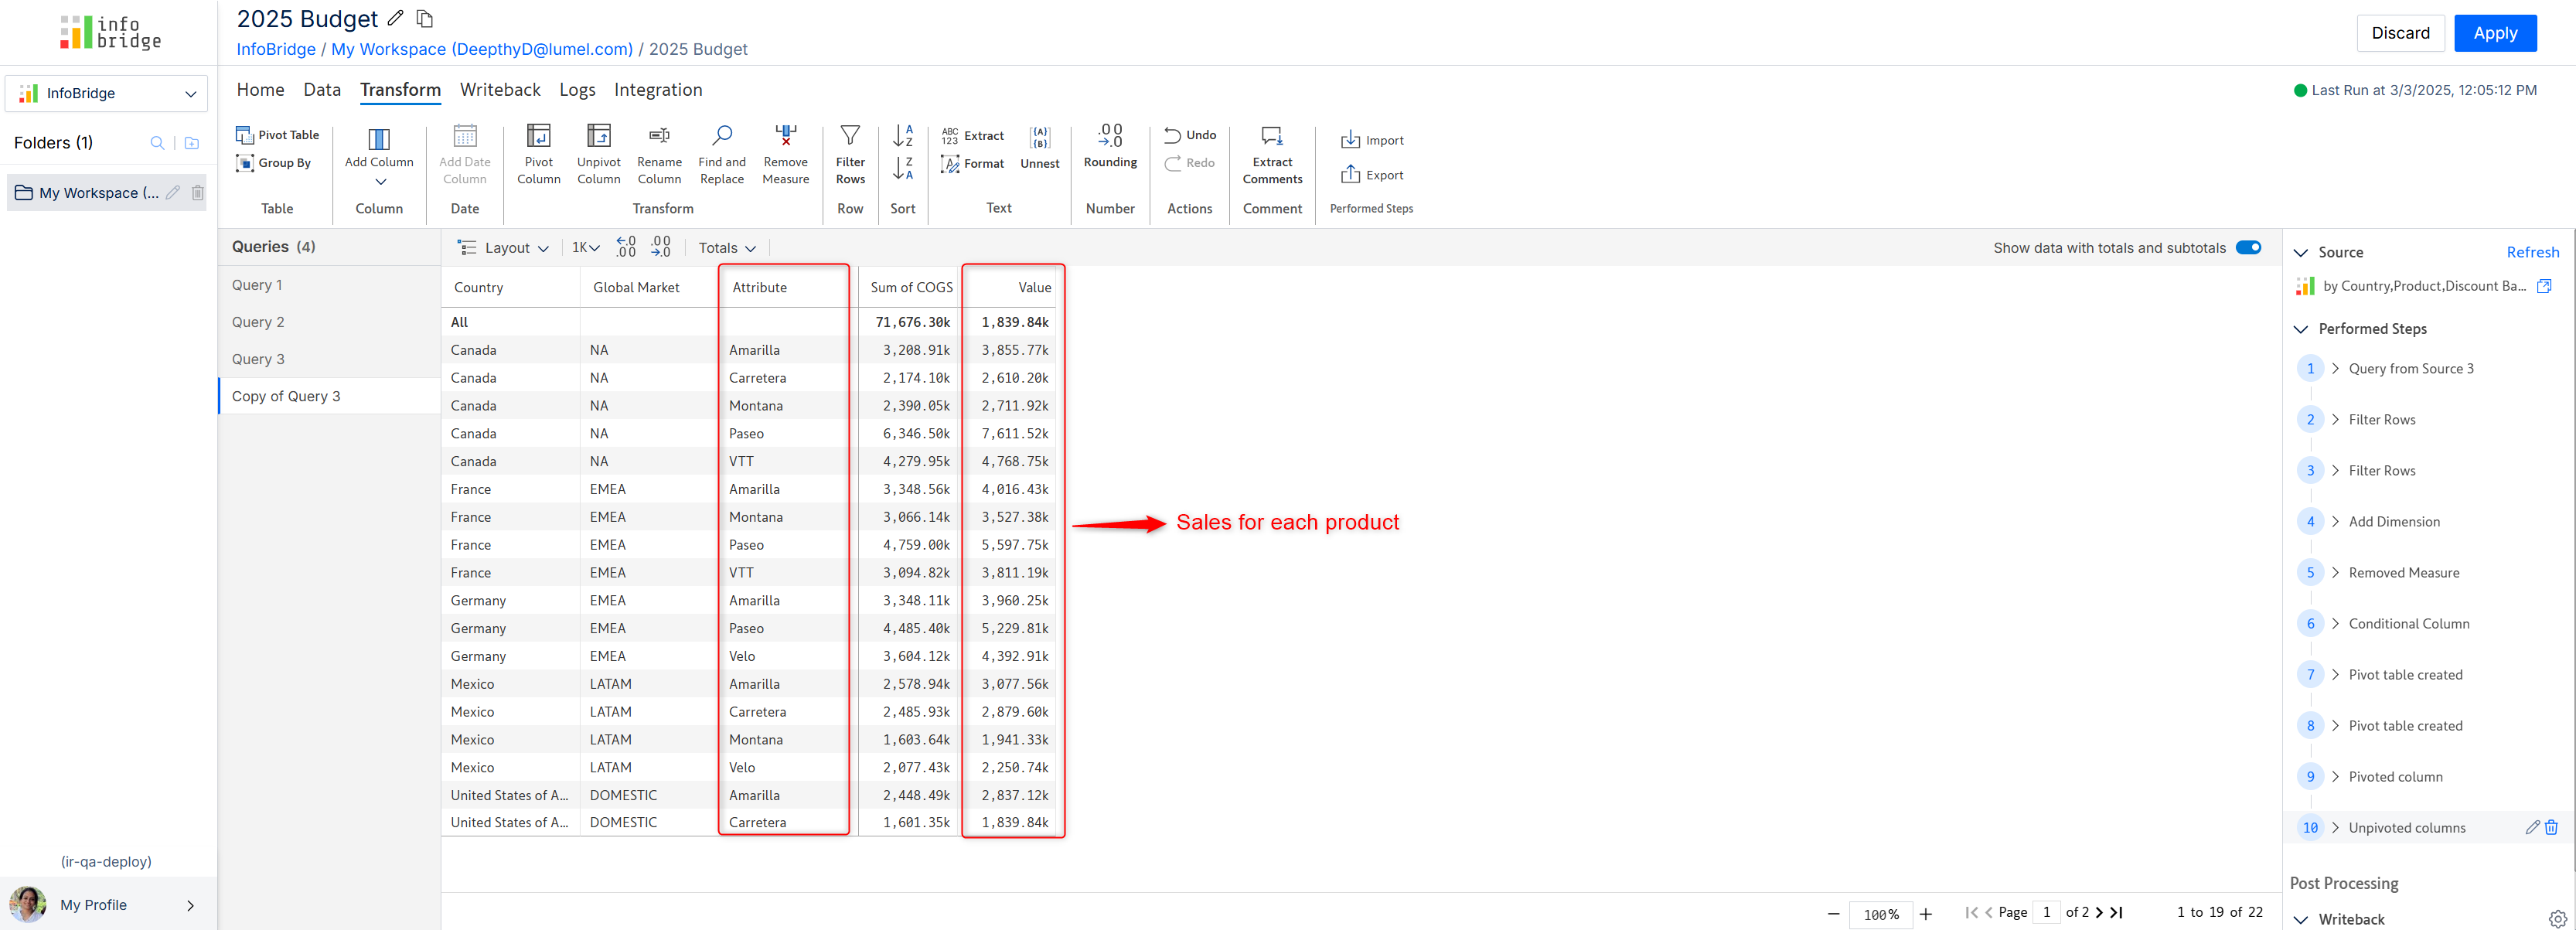 info
bridge
2025 Budget
InfoBridge / My Workspace (DeepthyD@lumel.com) / 2025 Budget
Discard
Apply
InfoBridge
Folders (1)
My Workspace (...
(ir-qa-deploy)
My Profile
Home Data Transform Writeback Logs Integration
Last Run at 3/3/2025, 12:05:12 PM
Pivot Table
Group By
Table
Add Column
Column
Add Date
Column
Date
Pivot
Column
Unpivot
Column
Rename
Column
Find and
Replace
Remove
Measure
Transform
Filter
Rows
Row
A
Z
Z
A
Sort
ABC
123
Extract
Format
{A}
{B}
Unnest
Text
.00
.0
Rounding
Number
Undo
Redo
Actions
Extract
Comments
Comment
Import
Export
Performed Steps
Queries (4)
Query 1
Query 2
Query 3
Copy of Query 3
Layout 1K .0 .00 .00 .0 Totals
Show data with totals and subtotals
Country Global Market Attribute Sum of COGS Value
All 71,676.30k 1,839.84k
Canada NA Amarilla 3,208.91k 3,855.77k
Canada NA Carretera 2,174.10k 2,610.20k
Canada NA Montana 2,390.05k 2,711.92k
Canada NA Paseo 6,346.50k 7,611.52k
Canada NA VTT 4,279.95k 4,768.75k
France EMEA Amarilla 3,348.56k 4,016.43k
France EMEA Montana 3,066.14k 3,527.38k
France EMEA Paseo 4,759.00k 5,597.75k
France EMEA VTT 3,094.82k 3,811.19k
Germany EMEA Amarilla 3,348.11k 3,960.25k
Germany EMEA Paseo 4,485.40k 5,229.81k
Germany EMEA Velo 3,604.12k 4,392.91k
Mexico LATAM Amarilla 2,578.94k 3,077.56k
Mexico LATAM Carretera 2,485.93k 2,879.60k
Mexico LATAM Montana 1,603.64k 1,941.33k
Mexico LATAM Velo 2,077.43k 2,250.74k
United States of A... DOMESTIC Amarilla 2,448.49k 2,837.12k
United States of A... DOMESTIC Carretera 1,601.35k 1,839.84k
Sales for each product
100%
Page 1 of 2
1 to 19 of 22
Source
Refresh
by Country,Product,Discount Ba...
Performed Steps
1 Query from Source 3
2 Filter Rows
3 Filter Rows
4 Add Dimension
5 Removed Measure
6 Conditional Column
7 Pivot table created
8 Pivot table created
9 Pivoted column
10 Unpivoted columns
Post Processing
Writeback